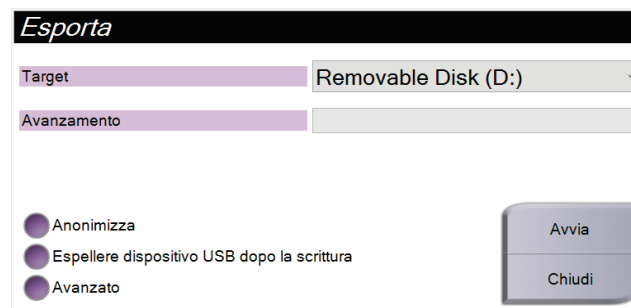 Esporta
Target
Removable Disk (D:)
Avanzamento
Anonimizza
Espellere dispositivo USB dopo la scrittura
Avanzato
Avvia
Chiudi